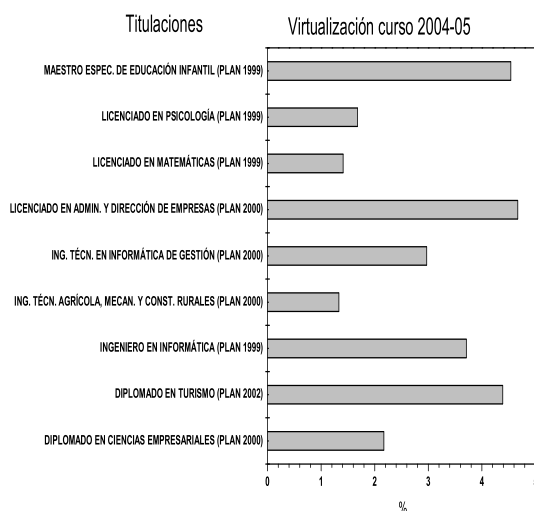 Titulaciones
Virtualización curso 2004-05
MAESTRO ESPEC. DE EDUCACIÓN INFANTIL (PLAN 1999)
LICENCIADO EN PSICOLOGÍA (PLAN 1999)
LICENCIADO EN MATEMÁTICAS (PLAN 1999)
LICENCIADO EN ADMIN. Y DIRECCIÓN DE EMPRESAS (PLAN 2000)
ING. TÉCN. EN INFORMÁTICA DE GESTIÓN (PLAN 2000)
ING. TÉCN. AGRÍCOLA, MECAN. Y CONST. RURALES (PLAN 2000)
INGENIERO EN INFORMÁTICA (PLAN 1999)
DIPLOMADO EN TURISMO (PLAN 2002)
DIPLOMADO EN CIENCIAS EMPRESARIALES (PLAN 2000)
0 1 2 3 4
%